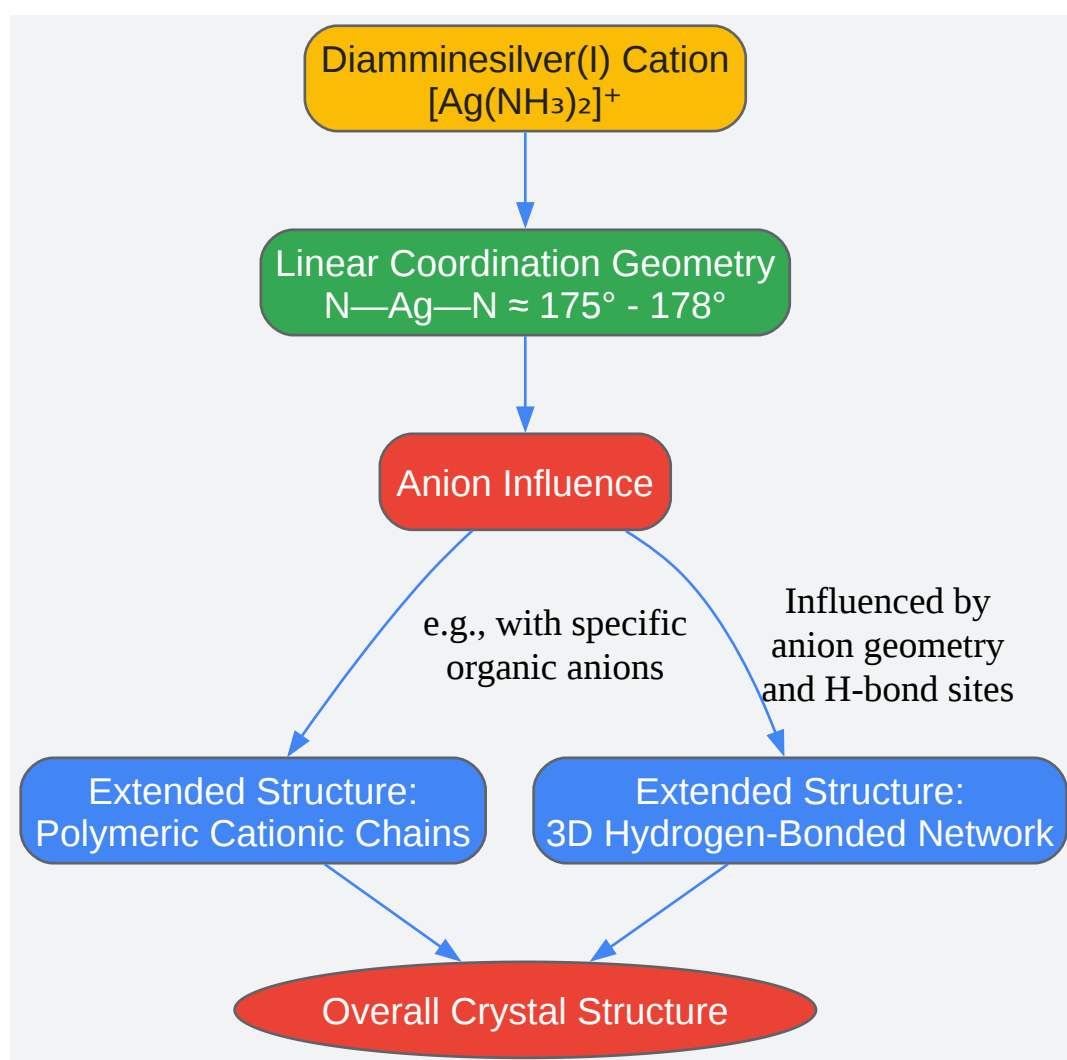 Diamminesilver(I) Cation
[Ag(NH₃)₂]⁺
Linear Coordination Geometry
N—Ag—N ≈ 175° - 178°
Anion Influence
e.g., with specific
organic anions
Influenced by
anion geometry
and H-bond sites
Extended Structure:
Polymeric Cationic Chains
Extended Structure:
3D Hydrogen-Bonded Network
Overall Crystal Structure